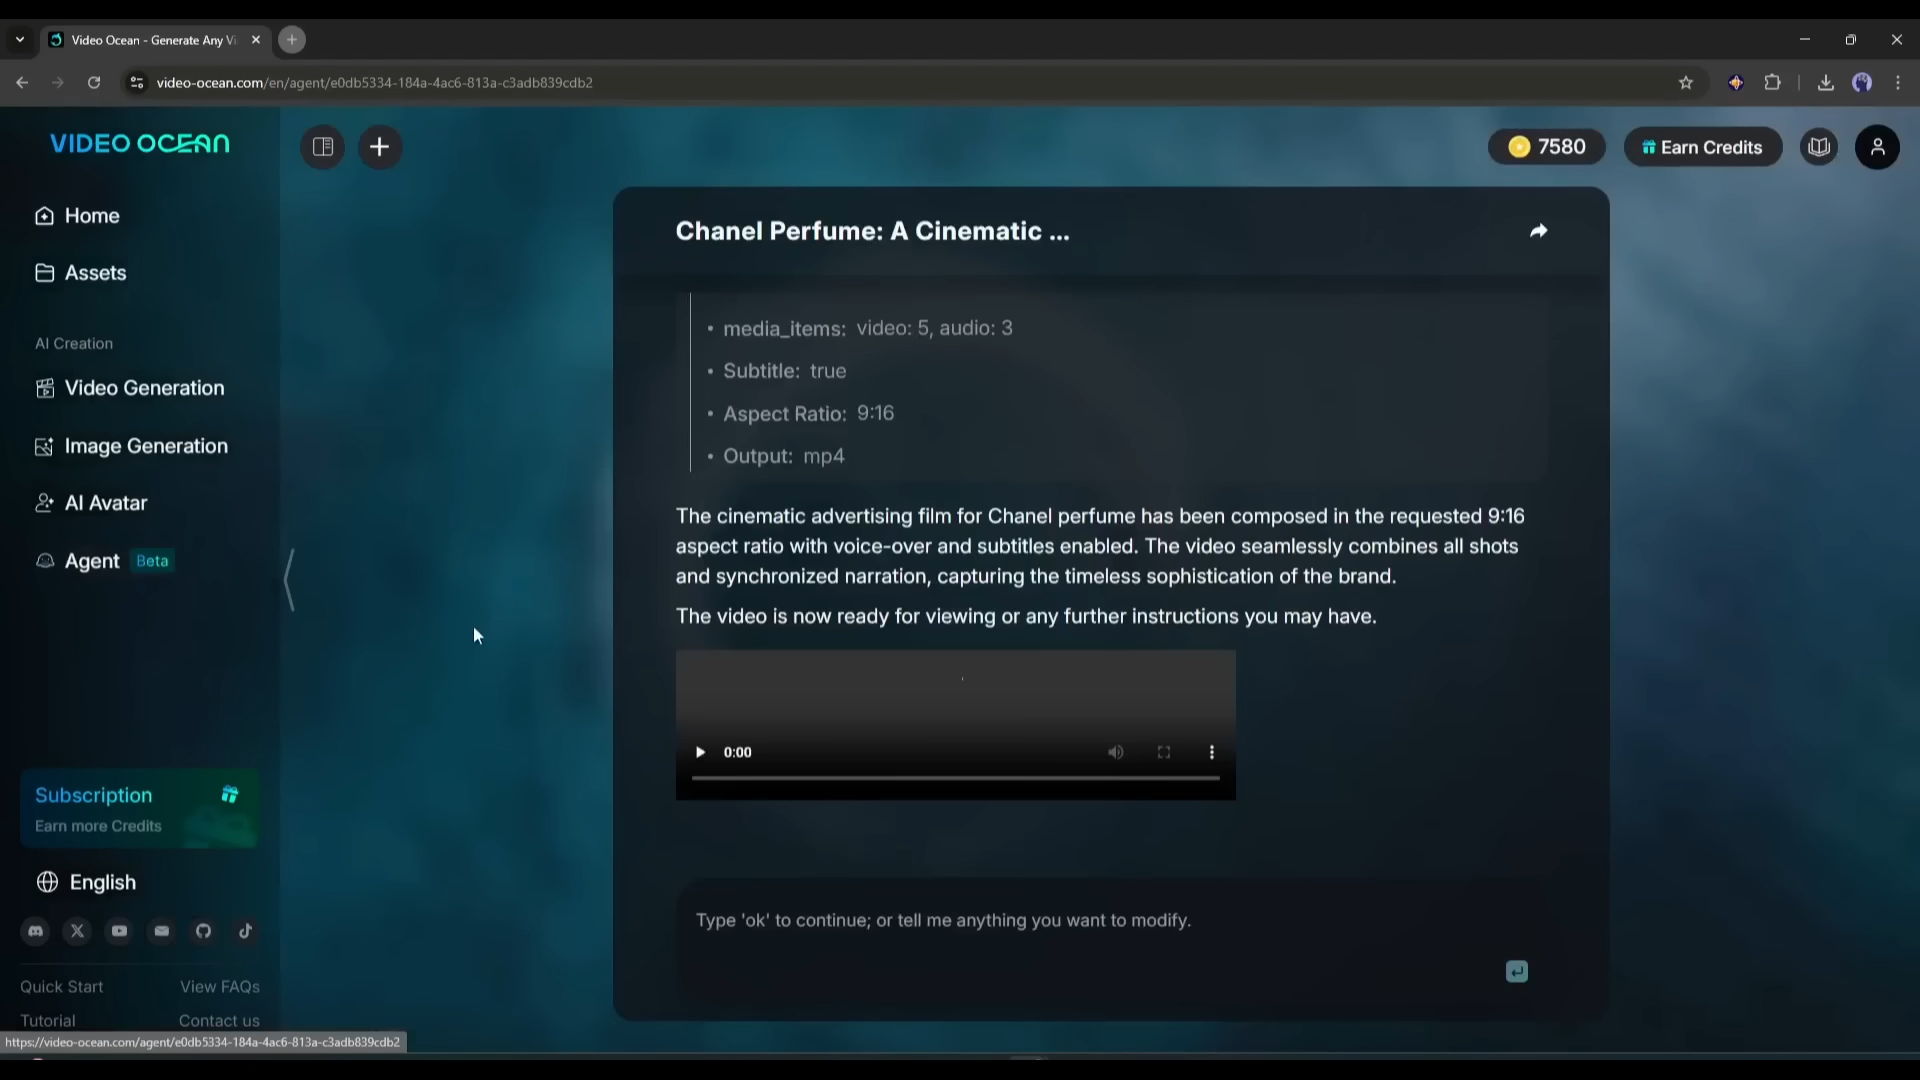 Video Ocean - Generate Any Vi
video-ocean.com/en/agent/e0db5334-184a-4ac6-813a-c3adb839cdb2
VIDEO OCEAN
7580
Earn Credits
Home
Assets
AI Creation
Video Generation
Image Generation
AI Avatar
Agent Beta
Subscription
Earn more Credits
English
Quick Start View FAQs
Tutorial Contact us
https://video-ocean.com/agent/e0db5334-184a-4ac6-813a-c3adb839cdb2
Chanel Perfume: A Cinematic ...
• media_items: video: 5, audio: 3
• Subtitle: true
• Aspect Ratio: 9:16
• Output: mp4
The cinematic advertising film for Chanel perfume has been composed in the requested 9:16
aspect ratio with voice-over and subtitles enabled. The video seamlessly combines all shots
and synchronized narration, capturing the timeless sophistication of the brand.
The video is now ready for viewing or any further instructions you may have.
0:00
Type 'ok' to continue; or tell me anything you want to modify.